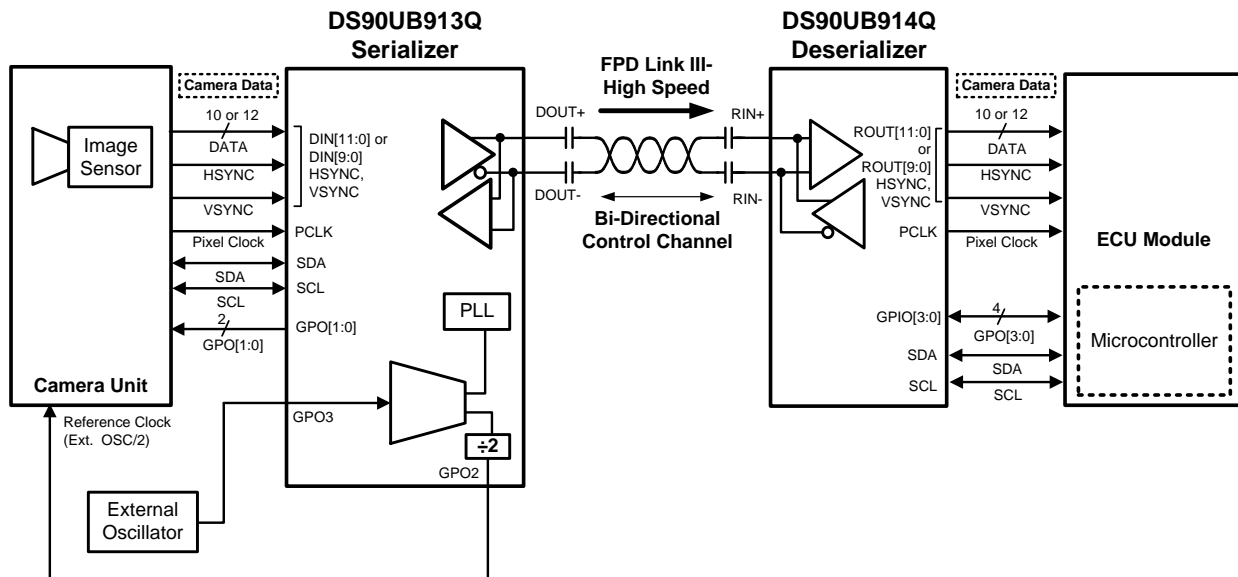 DS90UB913Q
Serializer
DS90UB914Q
Deserializer
FPD Link III-
High Speed
Camera Data
Camera Data
Image
Sensor
10 or 12
DATA
HSYNC
VSYNC
Pixel Clock
SDA
SCL
2
GPO[1:0]
Camera Unit
DIN[11:0] or
DIN[9:0]
HSYNC,
VSYNC
PCLK
SDA
SCL
GPO[1:0]
PLL
GPO3
÷2
GPO2
DOUT+
DOUT-
RIN+
RIN-
Bi-Directional
Control Channel
ROUT[11:0]
or
ROUT[9:0]
HSYNC,
VSYNC
PCLK
GPIO[3:0]
SDA
SCL
10 or 12
DATA
HSYNC
VSYNC
Pixel Clock
4
GPO[3:0]
SDA
SCL
ECU Module
Microcontroller
Reference Clock
(Ext. OSC/2)
External
Oscillator